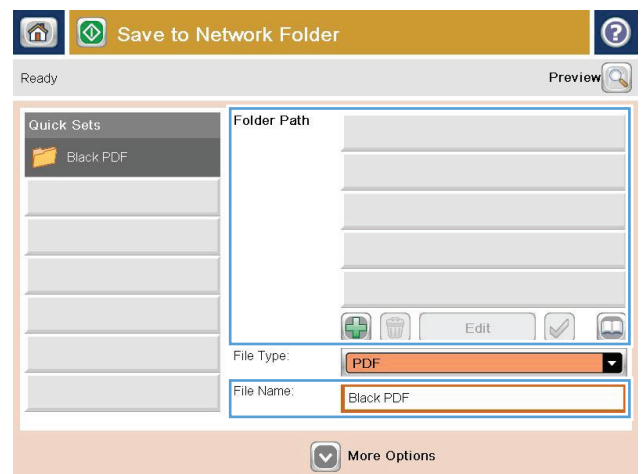 Save to Network Folder
Ready
Preview
Quick Sets
Black PDF
Folder Path
Edit
File Type:
PDF
File Name:
Black PDF
More Options